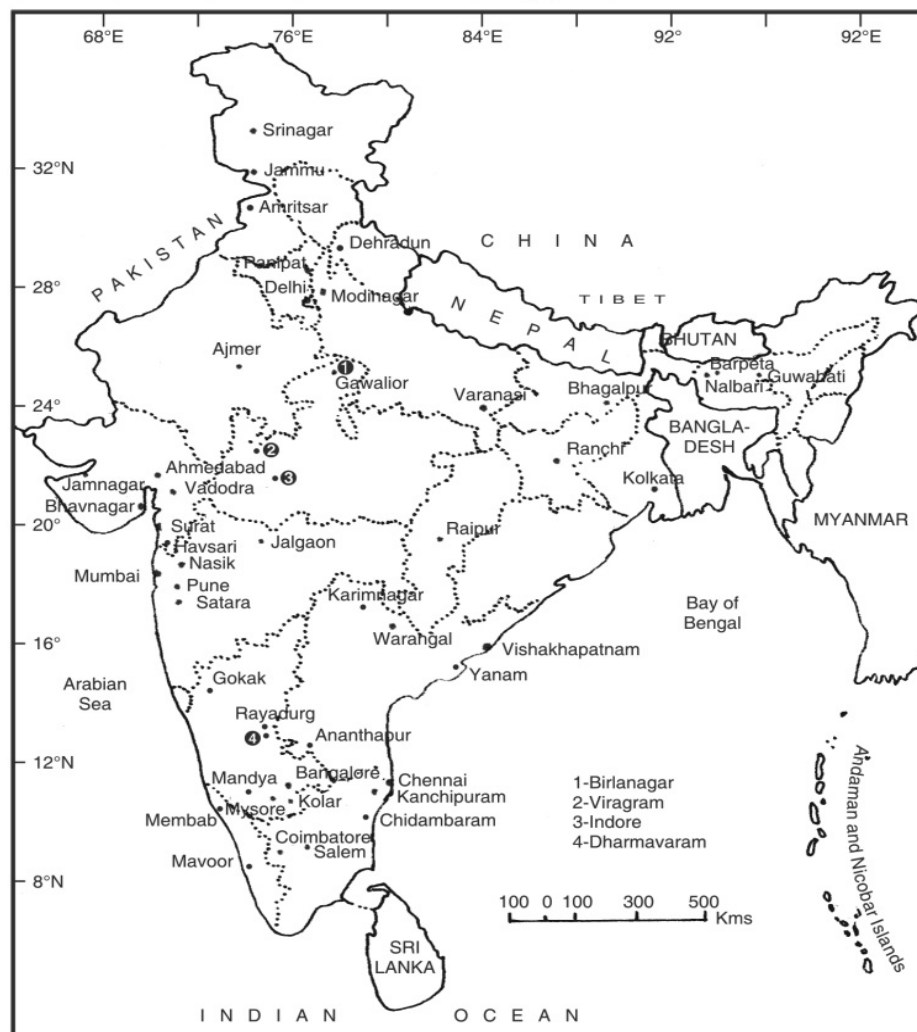 68°E 76°E 84°E 92° 92°E
Srinagar
32°N
Jammu
Amritsar
PAKISTAN
CHINA
Dehradun
Panipat
Delhi
Modinagar
28°N
TIBET
NEPAL
BHUTAN
Ajmer
1
Gawalior
Barpeta
Guwabati
Nalbari
Varanasi
Bhagalpur
24°N
BANGLA-
DESH
2
Ranchr
Ahmedabad
3
Jamnagar
Vadodra
Kolkata
Bhavnagar
20°N
Surat
MYANMAR
Raipur
Havsari
Jalgaon
Nasik
Mumbai
Pune
Satara
Karimnagar
Bay of
Bengal
Warangal
16°N
Vishakhapatnam
Yanam
Arabian
Sea
Gokak
Rayadurg
4
Ananthapur
12°N
Mandya
Bangalore
Chennai
Kanchipuram
Mysore
Kolar
Membab
Chidambaram
Coimbatore
Salem
Mavoor
8°N
1-Birlanagar
2-Viragram
3-Indore
4-Dharmavaram
100 0 100 300 500 Kms
Andaman and Nicobar Islands
SRI
LANKA
INDIAN OCEAN